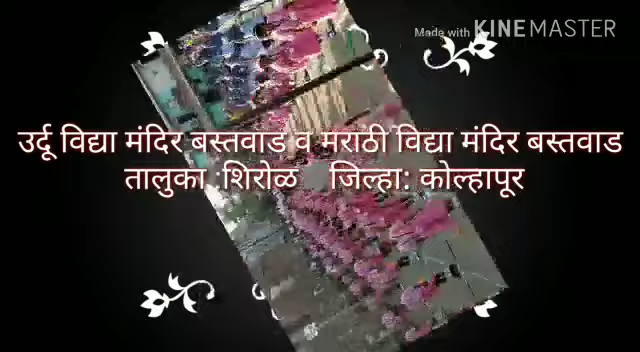 Made with KINEMASTER
उर्दू विद्या मंदिर बस्तवाड व मराठी विद्या मंदिर बस्तवाड
तालुका :शिरोळ जिल्हा: कोल्हापूर